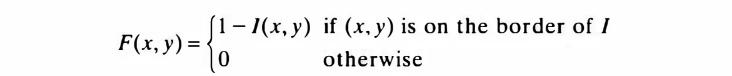 F(x, y) = {1 − I(x, y) if (x, y) is on the border of I
0 otherwise